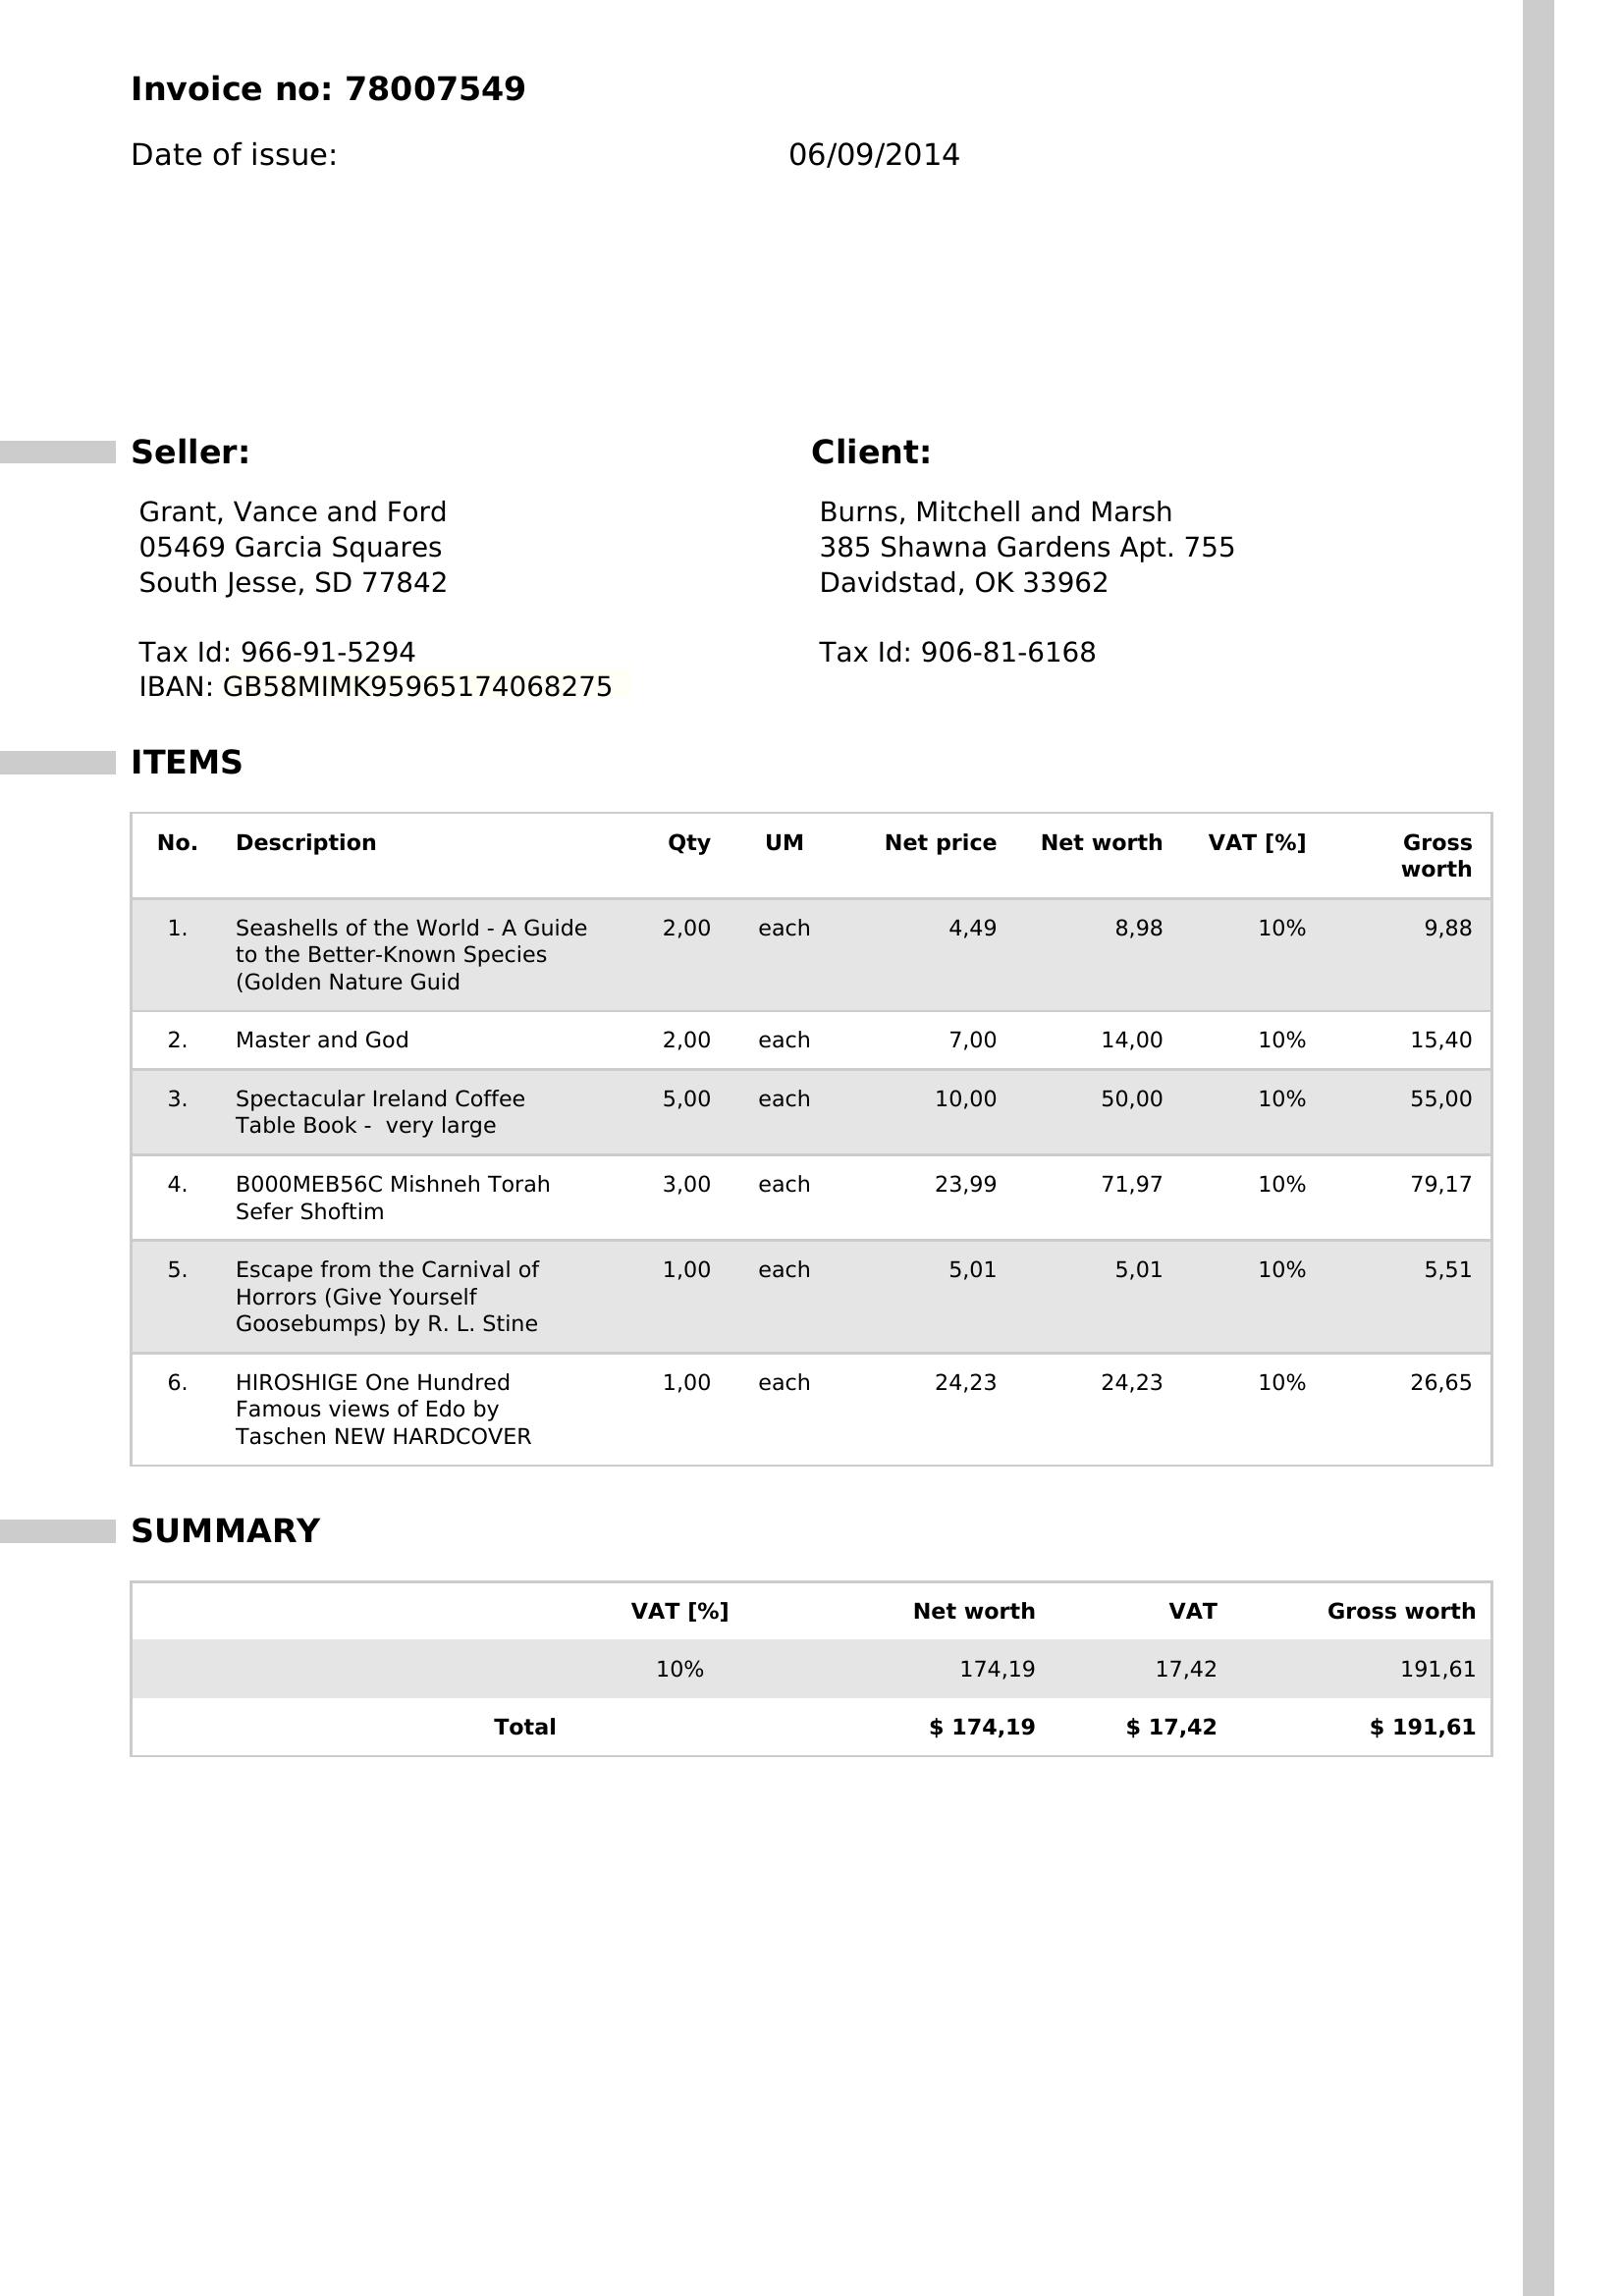 Invoice no: 78007549
Date of issue: 06/09/2014
Seller:
Grant, Vance and Ford
05469 Garcia Squares
South Jesse, SD 77842
Tax Id: 966-91-5294
IBAN: GB58MIMK95965174068275
Client:
Burns, Mitchell and Marsh
385 Shawna Gardens Apt. 755
Davidstad, OK 33962
Tax Id: 906-81-6168
ITEMS
No. Description Qty UM Net price Net worth VAT [%] Gross
worth
1. Seashells of the World - A Guide 2,00 each 4,49 8,98 10% 9,88
to the Better-Known Species
(Golden Nature Guid
2. Master and God 2,00 each 7,00 14,00 10% 15,40
3. Spectacular Ireland Coffee 5,00 each 10,00 50,00 10% 55,00
Table Book -  very large
4. B000MEB56C Mishneh Torah 3,00 each 23,99 71,97 10% 79,17
Sefer Shoftim
5. Escape from the Carnival of 1,00 each 5,01 5,01 10% 5,51
Horrors (Give Yourself
Goosebumps) by R. L. Stine
6. HIROSHIGE One Hundred 1,00 each 24,23 24,23 10% 26,65
Famous views of Edo by
Taschen NEW HARDCOVER
SUMMARY
VAT [%] Net worth VAT Gross worth
10% 174,19 17,42 191,61
Total $ 174,19 $ 17,42 $ 191,61